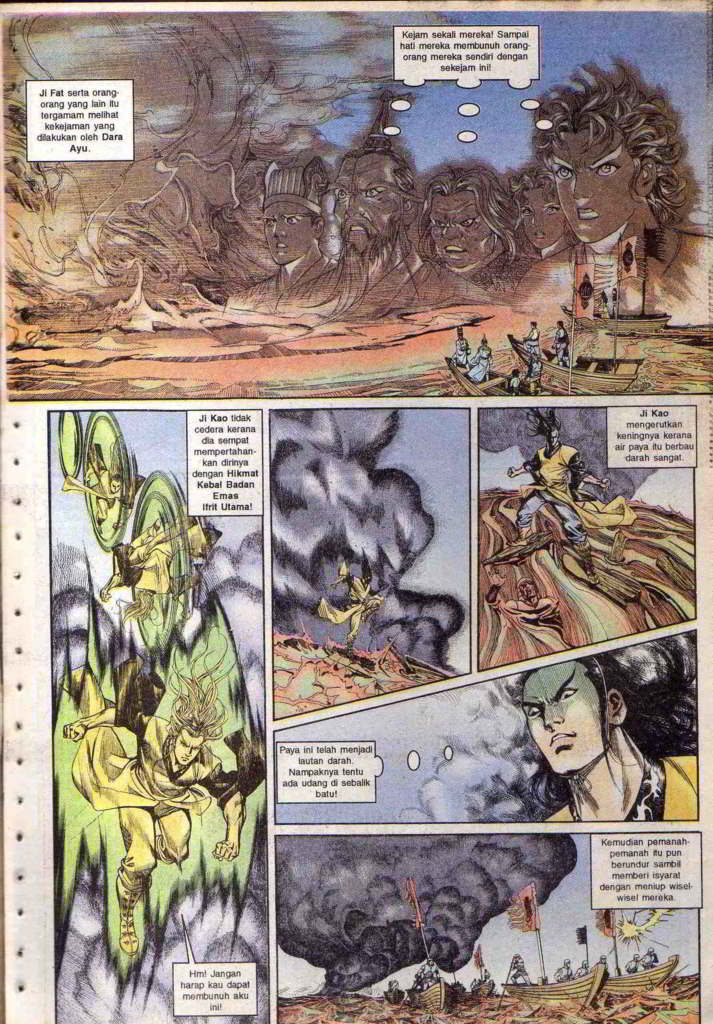 Kejam sekali mereka! Sampai
hati mereka membunuh orang-
orang mereka sendiri dengan
sekejam ini!
Ji Fat serta orang-
orang yang lain itu
tergamam melihat
kekejaman yang
dilakukan oleh Dara
Ayu.
Ji Kao tidak
cedera kerana
dia sempat
mempertahan-
kan dirinya
dengan Hikmat
Kebal Badan
Emas
Ifrit Utama!
Hm! Jangan
harap kau dapat
membunuh aku
ini!
Ji Kao
mengerutkan
keningnya kerana
air paya itu berbau
darah sangat.
Paya ini telah menjadi
lautan darah.
Nampaknya tentu
ada udang di sebalik
batu!
Kemudian pemanah-
pemanah itu pun
berundur sambil
memberi isyarat
dengan meniup wisel-
wisel mereka.